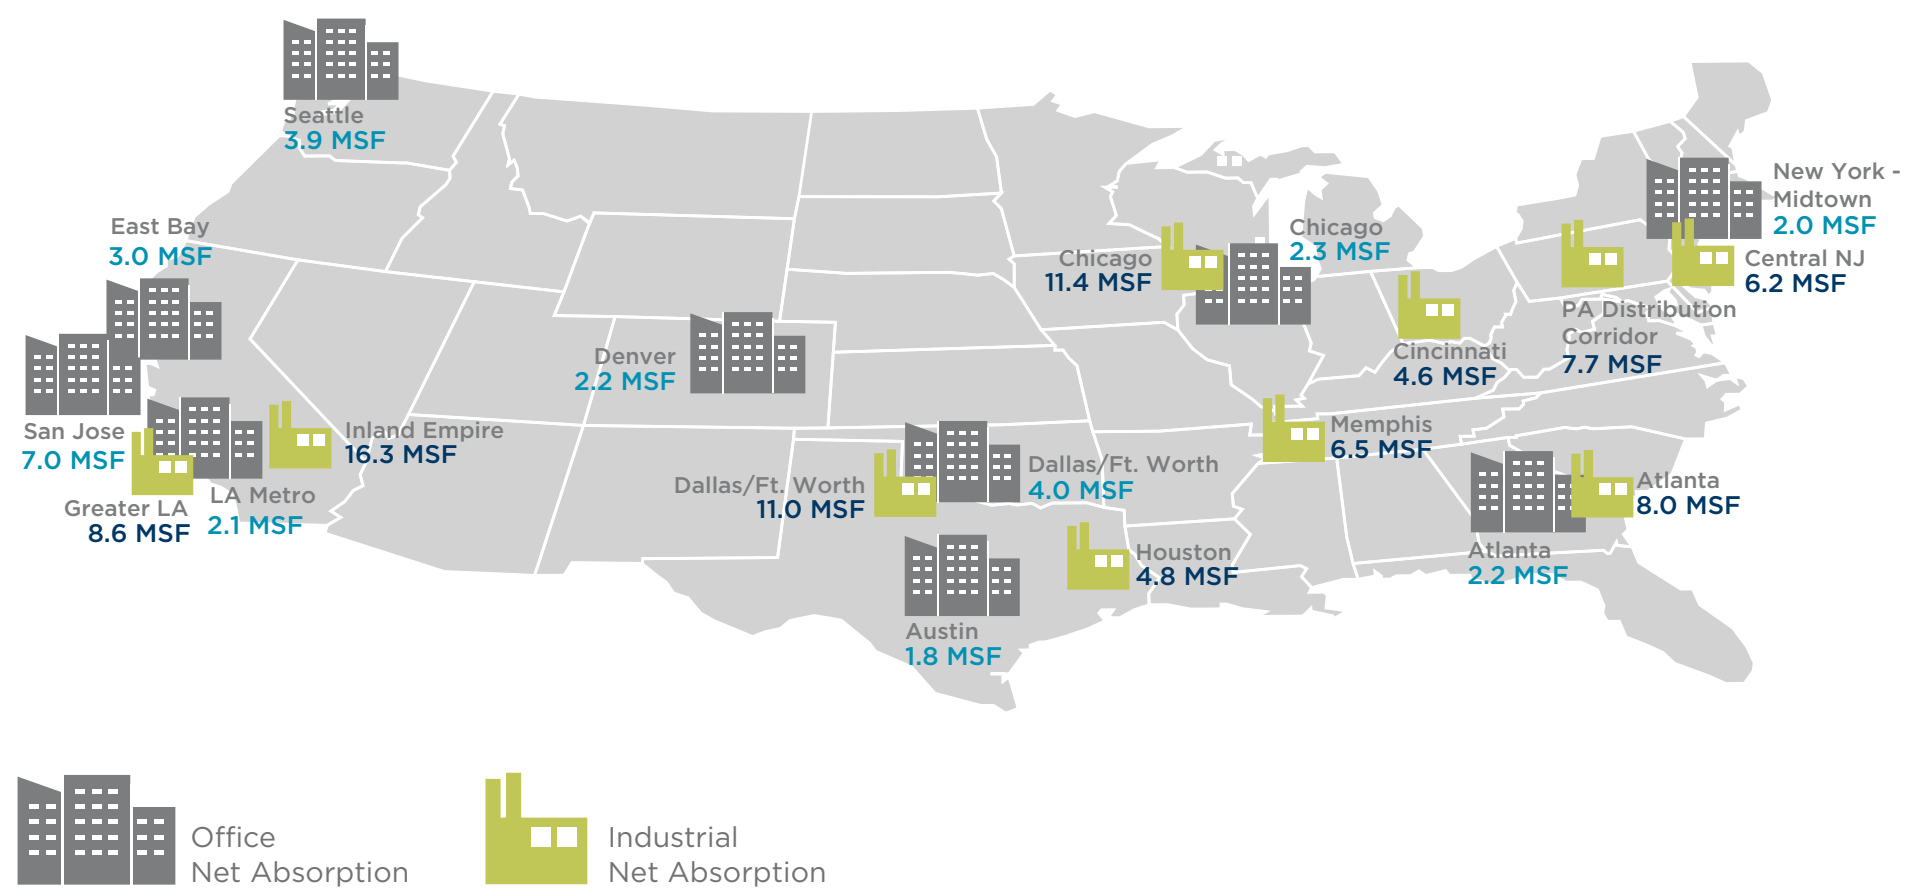 Seattle
3.9 MSF
East Bay
3.0 MSF
San Jose
7.0 MSF
Greater LA
8.6 MSF
LA Metro
2.1 MSF
Inland Empire
16.3 MSF
Denver
2.2 MSF
Dallas/Ft. Worth
11.0 MSF
Dallas/Ft. Worth
4.0 MSF
Austin
1.8 MSF
Houston
4.8 MSF
Chicago
11.4 MSF
Chicago
2.3 MSF
Cincinnati
4.6 MSF
Memphis
6.5 MSF
Atlanta
2.2 MSF
Atlanta
8.0 MSF
PA Distribution
Corridor
7.7 MSF
New York -
Midtown
2.0 MSF
Central NJ
6.2 MSF
Office
Net Absorption
Industrial
Net Absorption